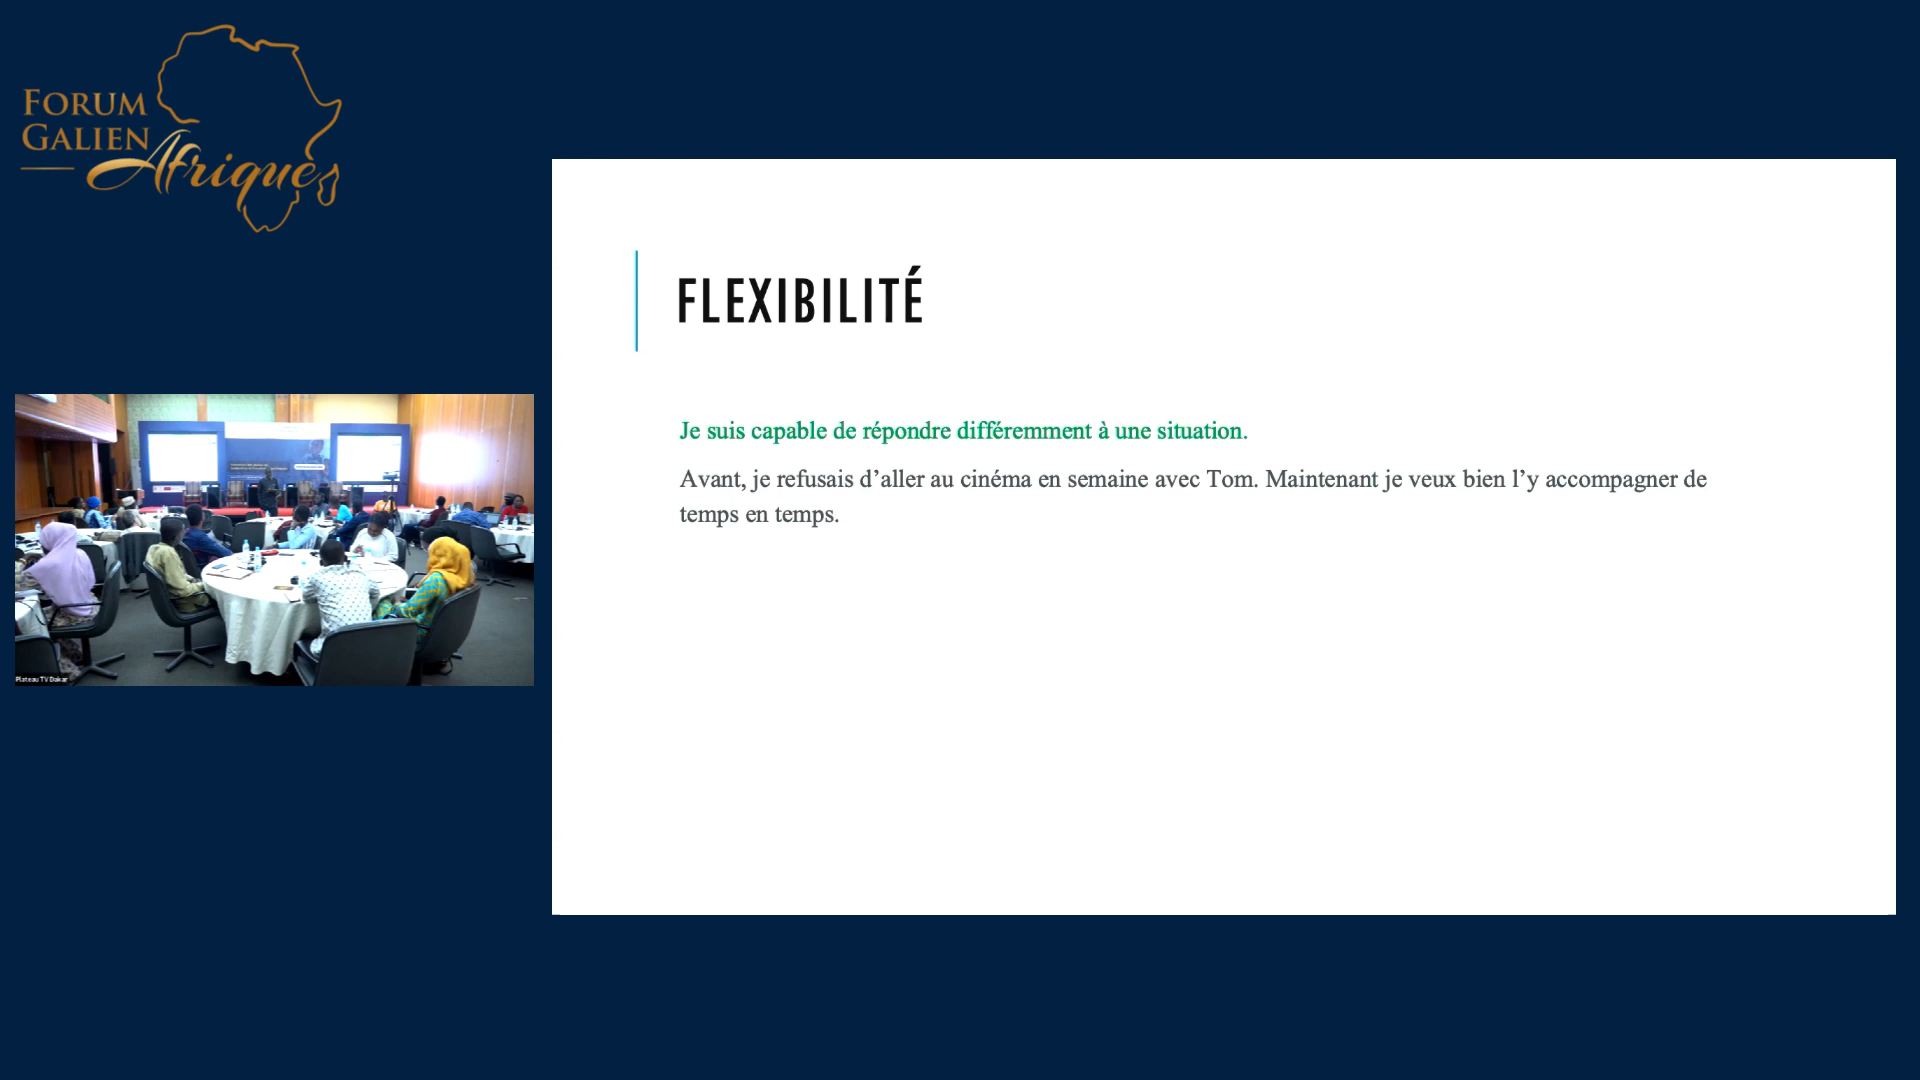 FORUM
GALIEN
Afrique
FLEXIBILITÉ
Je suis capable de répondre différemment à une situation.
Avant, je refusais d’aller au cinéma en semaine avec Tom. Maintenant je veux bien l’y accompagner de
temps en temps.
Plateau TV Dakar